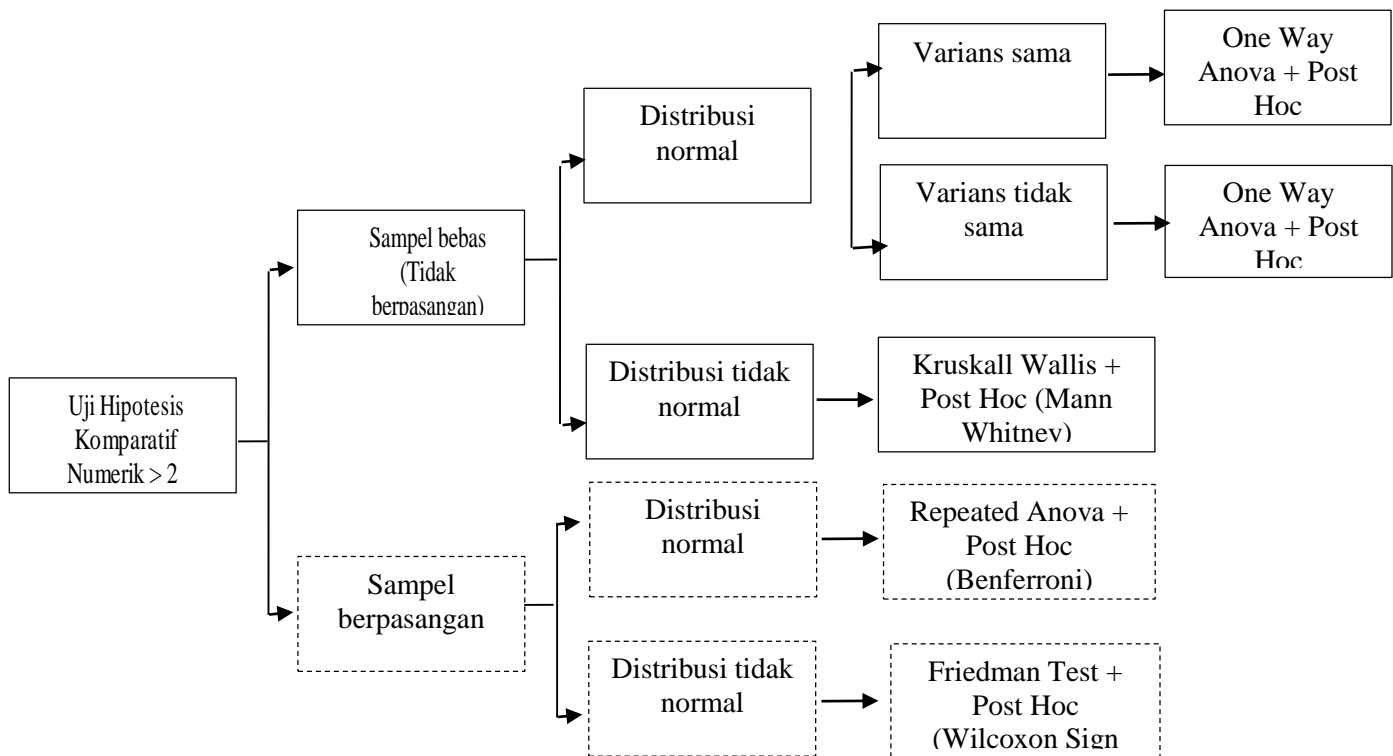 Varians sama
One Way
Anova + Post
Hoc
Distribusi
normal
Varians tidak
sama
One Way
Anova + Post
Hoc
Sampel bebas
(Tidak
berpasangan)
Distribusi tidak
normal
Kruskall Wallis +
Post Hoc (Mann
Whitney)
Uji Hipotesis
Komparatif
Numerik > 2
Distribusi
normal
Repeated Anova +
Post Hoc
(Benferroni)
Sampel
berpasangan
Distribusi tidak
normal
Friedman Test +
Post Hoc
(Wilcoxon Sign